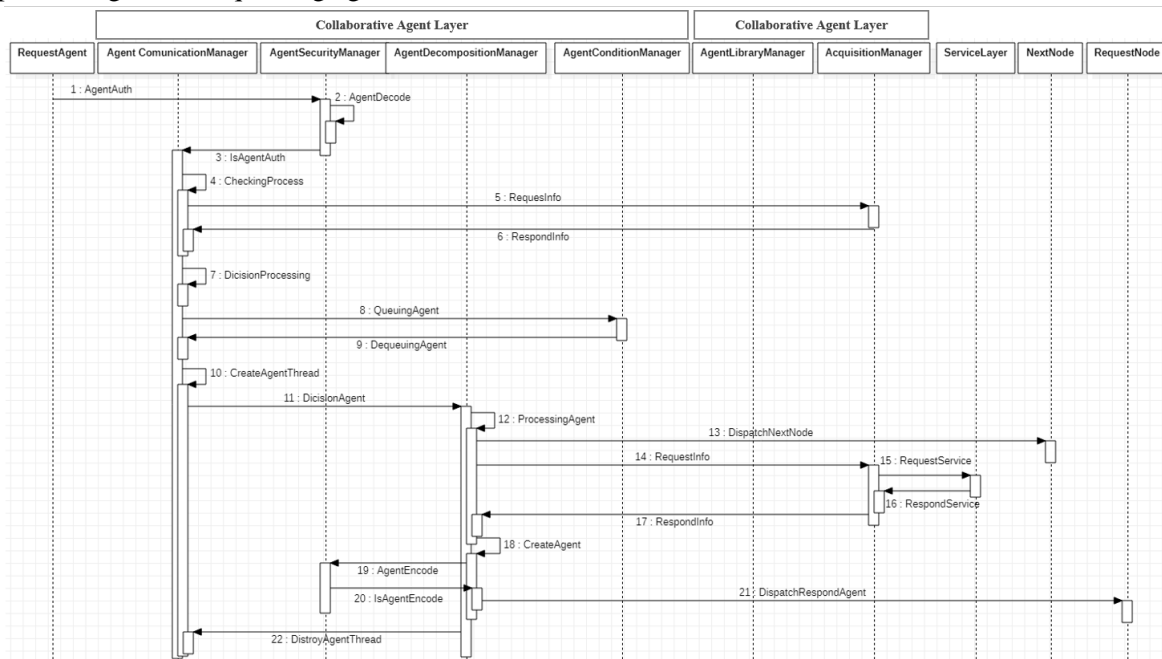 Collaborative Agent Layer
Collaborative Agent Layer
RequestAgent
Agent ComunicationManager
AgentSecurityManager
AgentDecompositionManager
AgentConditionManager
AgentLibraryManager
AcquisitionManager
ServiceLayer
NextNode
RequestNode
1 : AgentAuth
2 : AgentDecode
3 : IsAgentAuth
4 : CheckingProcess
5 : RequesInfo
6 : RespondInfo
7 : DicisionProcessing
8 : QueuingAgent
9 : DequeuingAgent
10 : CreateAgentThread
11 : DicisionAgent
12 : ProcessingAgent
13 : DispatchNextNode
14 : RequestInfo
15 : RequestService
16 : RespondService
17 : RespondInfo
18 : CreateAgent
19 : AgentEncode
20 : IsAgentEncode
21 : DispatchRespondAgent
22 : DistroyAgentThread